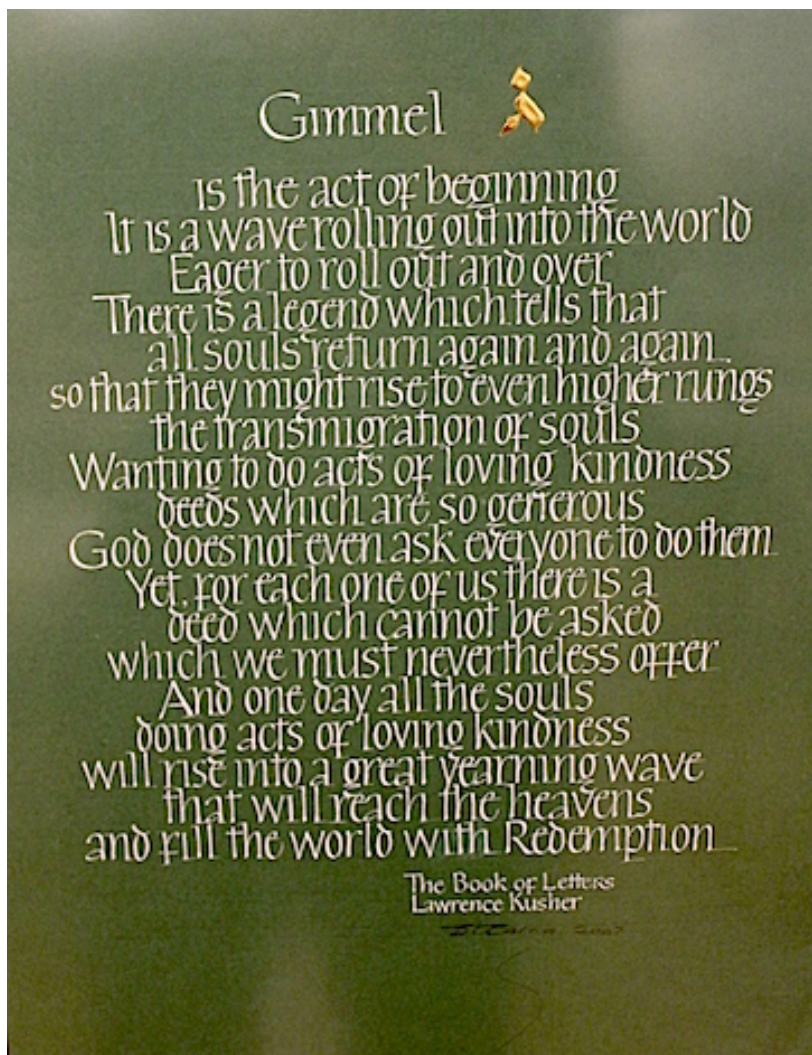 Gimmel ג
is the act of beginning
It is a wave rolling out into the world
Eager to roll out and over
There is a legend which tells that
all souls return again and again
so that they might rise to even higher rungs
the transmigration of souls
Wanting to do acts of loving kindness
deeds which are so generous
God does not even ask everyone to do them
Yet, for each one of us there is a
deed which cannot be asked
which we must nevertheless offer
And one day all the souls
doing acts of loving kindness
will rise into a great yearning wave
that will reach the heavens
and fill the world with Redemption
The Book of Letters
Lawrence Kusher